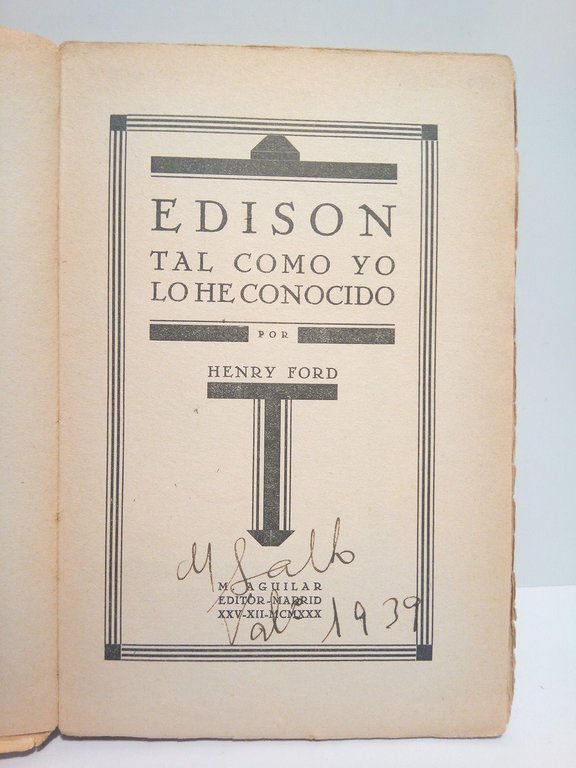 EDISON
TAL COMO YO
LO HE CONOCIDO
POR
HENRY FORD
M. AGUILAR
EDITOR-MADRID
XXV-XII-MCMXXX
1939